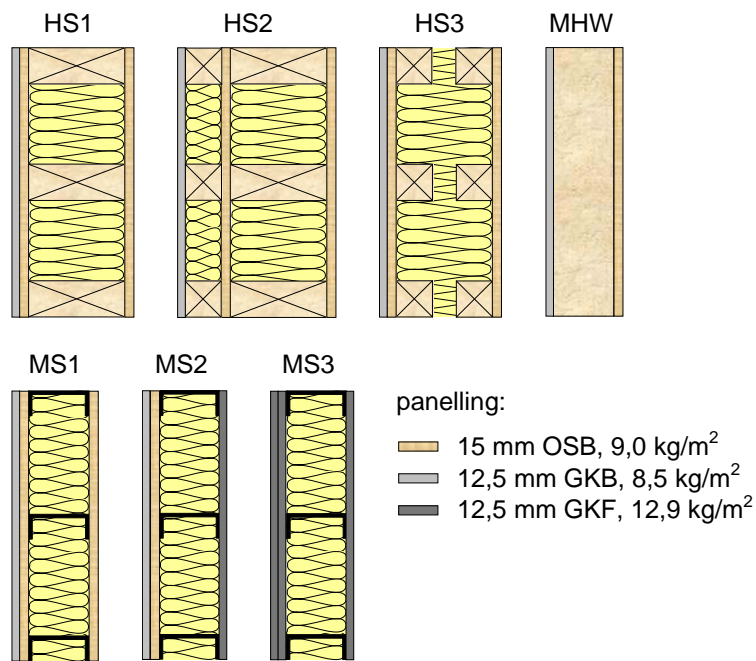 HS1 HS2 HS3 MHW
MS1 MS2 MS3
panelling:
15 mm OSB, 9,0 kg/m²
12,5 mm GKB, 8,5 kg/m²
12,5 mm GKF, 12,9 kg/m²